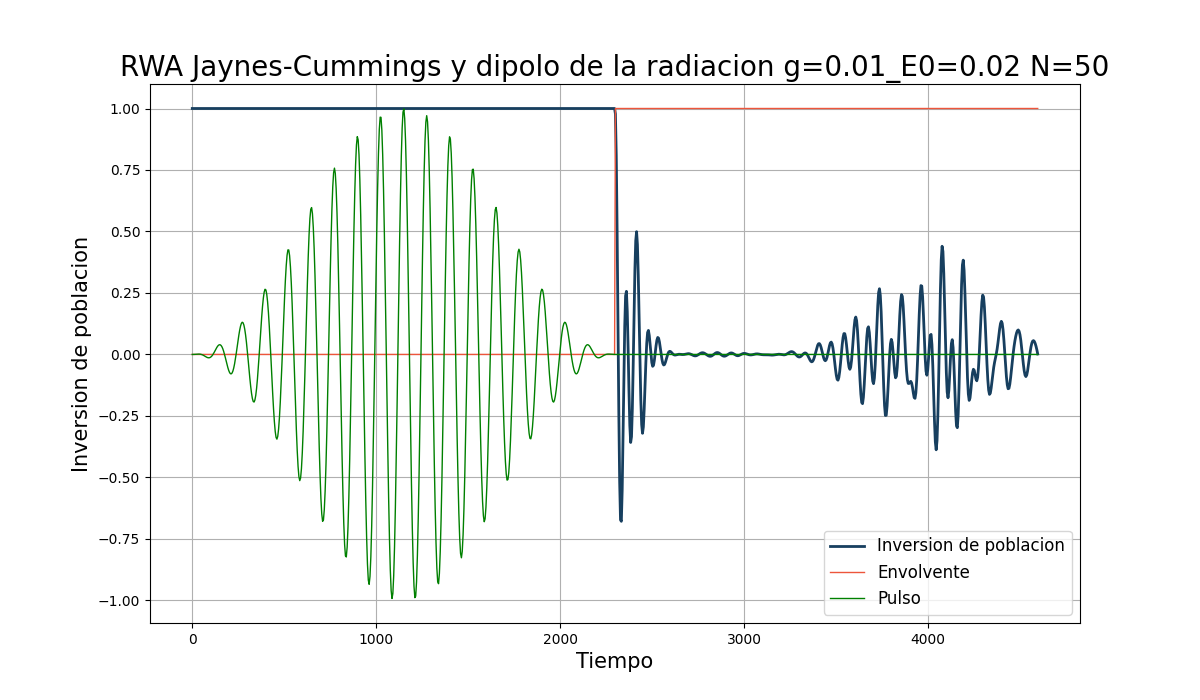 RWA Jaynes-Cummings y dipolo de la radiacion g=0.01_E0=0.02 N=50
Inversion de poblacion
1.00
0.75
0.50
0.25
0.00
−0.25
−0.50
−0.75
−1.00
0
1000
2000
3000
4000
Tiempo
Inversion de poblacion
Envolvente
Pulso